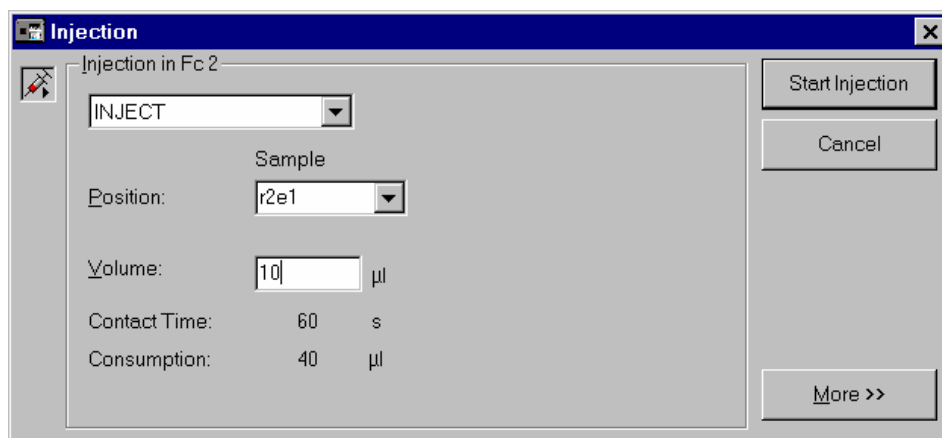 Injection
Injection in Fc 2
INJECT
Start Injection
Cancel
Sample
Position: r2e1
Volume: 10 µl
Contact Time: 60 s
Consumption: 40 µl
More >>